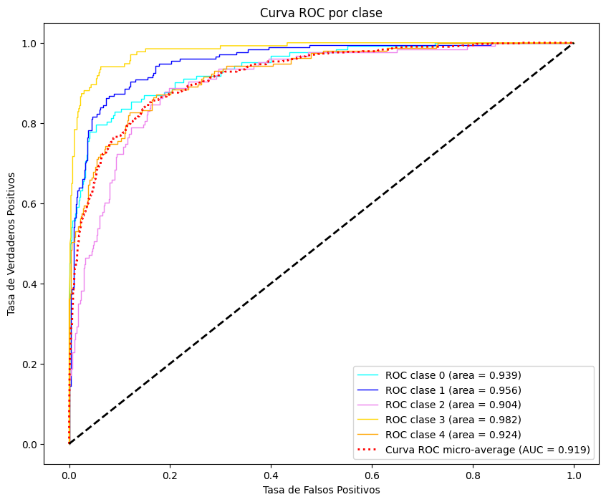 Curva ROC por clase
Tasa de Verdaderos Positivos
1.0
0.8
0.6
0.4
0.2
0.0
0.0 0.2 0.4 0.6 0.8 1.0
Tasa de Falsos Positivos
ROC clase 0 (area = 0.939)
ROC clase 1 (area = 0.956)
ROC clase 2 (area = 0.904)
ROC clase 3 (area = 0.982)
ROC clase 4 (area = 0.924)
Curva ROC micro-average (AUC = 0.919)